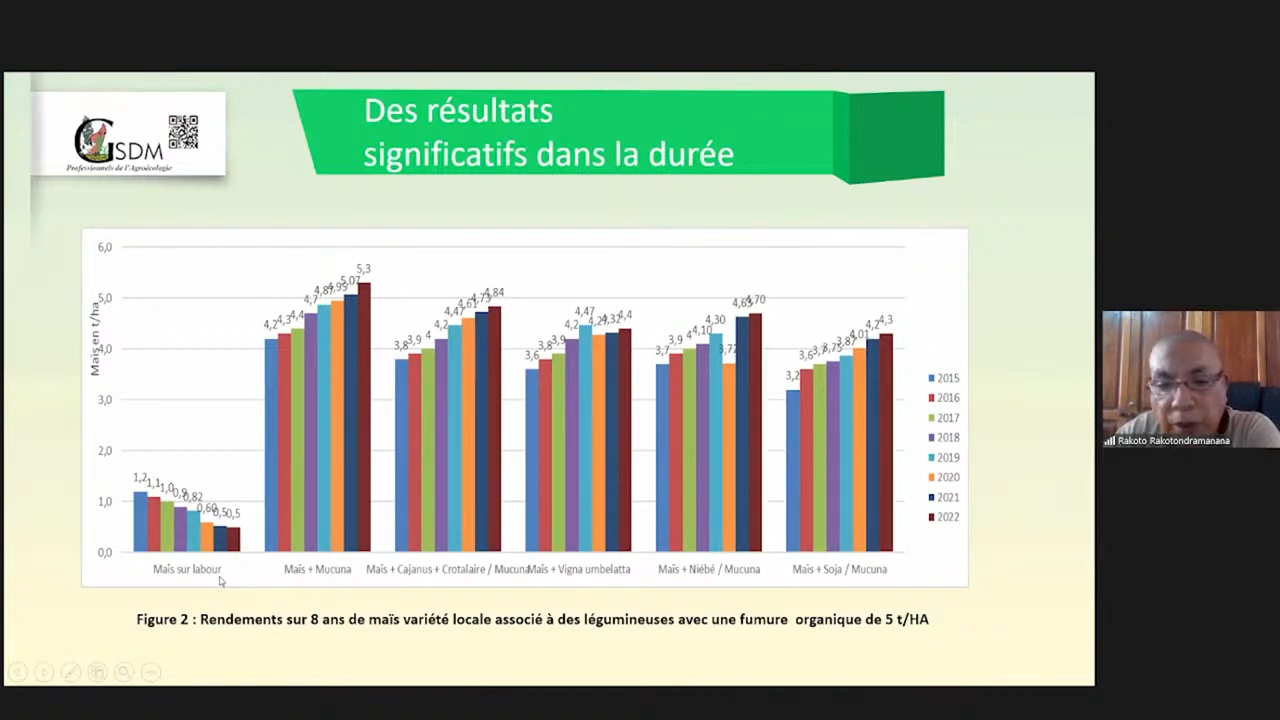 GSDM
Professionnels de l'Agroécologie
Des résultats
significatifs dans la durée
Maïs en t/ha
6,0
5,0
4,0
3,0
2,0
1,0
0,0
1,2 1,1 1,0 0,9 0,82 0,60 0,5 0,5
4,2 4,3 4,4 4,7 4,87 4,95 5,07 5,3
3,8 3,9 4 4,2 4,47 4,61 4,73 4,84
3,6 3,8 3,9 4,2 4,47 4,27 4,32 4,4
3,7 3,9 4 4,10 4,30 3,72 4,63 4,70
3,2 3,6 3,7 3,75 3,87 4,01 4,2 4,3
Maïs sur labour
Maïs + Mucuna
Maïs + Cajanus + Crotalaire / Mucuna
Maïs + Vigna umbelatta
Maïs + Niébé / Mucuna
Maïs + Soja / Mucuna
2015
2016
2017
2018
2019
2020
2021
2022
Figure 2 : Rendements sur 8 ans de maïs variété locale associé à des légumineuses avec une fumure organique de 5 t/HA
Rakoto Rakotondramanana